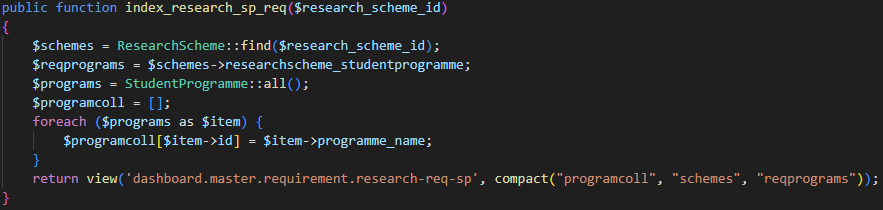 public function index_research_sp_req($research_scheme_id)
{
    $schemes = ResearchScheme::find($research_scheme_id);
    $reqprograms = $schemes->researchscheme_studentprogramme;
    $programs = StudentProgramme::all();
    $programcoll = [];
    foreach ($programs as $item) {
        $programcoll[$item->id] = $item->programme_name;
    }
    return view('dashboard.master.requirement.research-req-sp', compact("programcoll", "schemes", "reqprograms"));
}